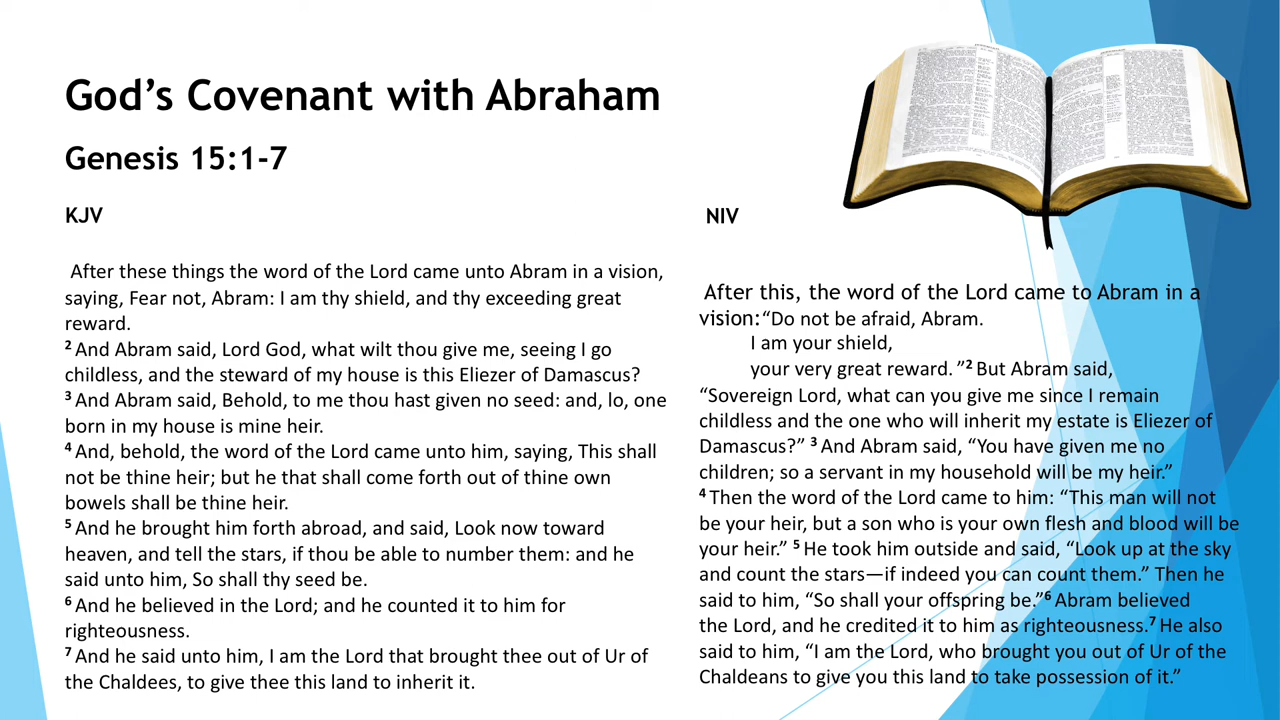 God’s Covenant with Abraham
Genesis 15:1-7
KJV
After these things the word of the Lord came unto Abram in a vision,
saying, Fear not, Abram: I am thy shield, and thy exceeding great
reward.
2 And Abram said, Lord God, what wilt thou give me, seeing I go
childless, and the steward of my house is this Eliezer of Damascus?
3 And Abram said, Behold, to me thou hast given no seed: and, lo, one
born in my house is mine heir.
4 And, behold, the word of the Lord came unto him, saying, This shall
not be thine heir; but he that shall come forth out of thine own
bowels shall be thine heir.
5 And he brought him forth abroad, and said, Look now toward
heaven, and tell the stars, if thou be able to number them: and he
said unto him, So shall thy seed be.
6 And he believed in the Lord; and he counted it to him for
righteousness.
7 And he said unto him, I am the Lord that brought thee out of Ur of
the Chaldees, to give thee this land to inherit it.
NIV
After this, the word of the Lord came to Abram in a
vision:“Do not be afraid, Abram.
I am your shield,
your very great reward. ”2 But Abram said,
“Sovereign Lord, what can you give me since I remain
childless and the one who will inherit my estate is Eliezer of
Damascus?” 3 And Abram said, “You have given me no
children; so a servant in my household will be my heir.”
4 Then the word of the Lord came to him: “This man will not
be your heir, but a son who is your own flesh and blood will be
your heir.” 5 He took him outside and said, “Look up at the sky
and count the stars—if indeed you can count them.” Then he
said to him, “So shall your offspring be.”6 Abram believed
the Lord, and he credited it to him as righteousness.7 He also
said to him, “I am the Lord, who brought you out of Ur of the
Chaldeans to give you this land to take possession of it.”